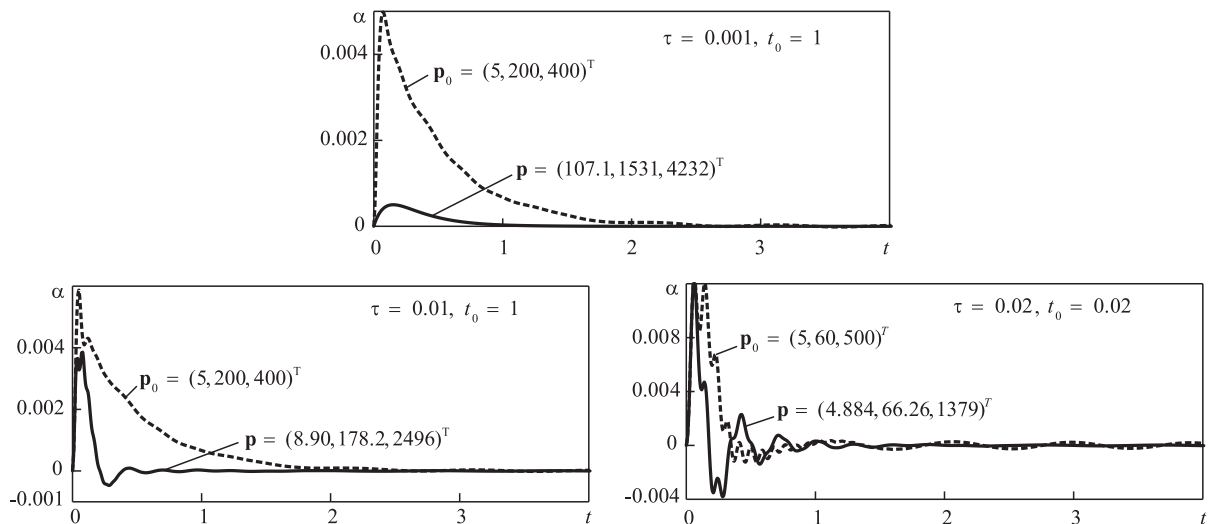 α
0.004
0.002
0
τ = 0.001, t₀ = 1
𝐩₀ = (5, 200, 400)ᵀ
𝐩 = (107.1, 1531, 4232)ᵀ
0 1 2 3 t
α
0.004
0.002
0
-0.001
τ = 0.01, t₀ = 1
𝐩₀ = (5, 200, 400)ᵀ
𝐩 = (8.90, 178.2, 2496)ᵀ
0 1 2 3 t
α
0.008
0.004
0
-0.004
τ = 0.02, t₀ = 0.02
𝐩₀ = (5, 60, 500)ᵀ
𝐩 = (4.884, 66.26, 1379)ᵀ
0 1 2 3 t